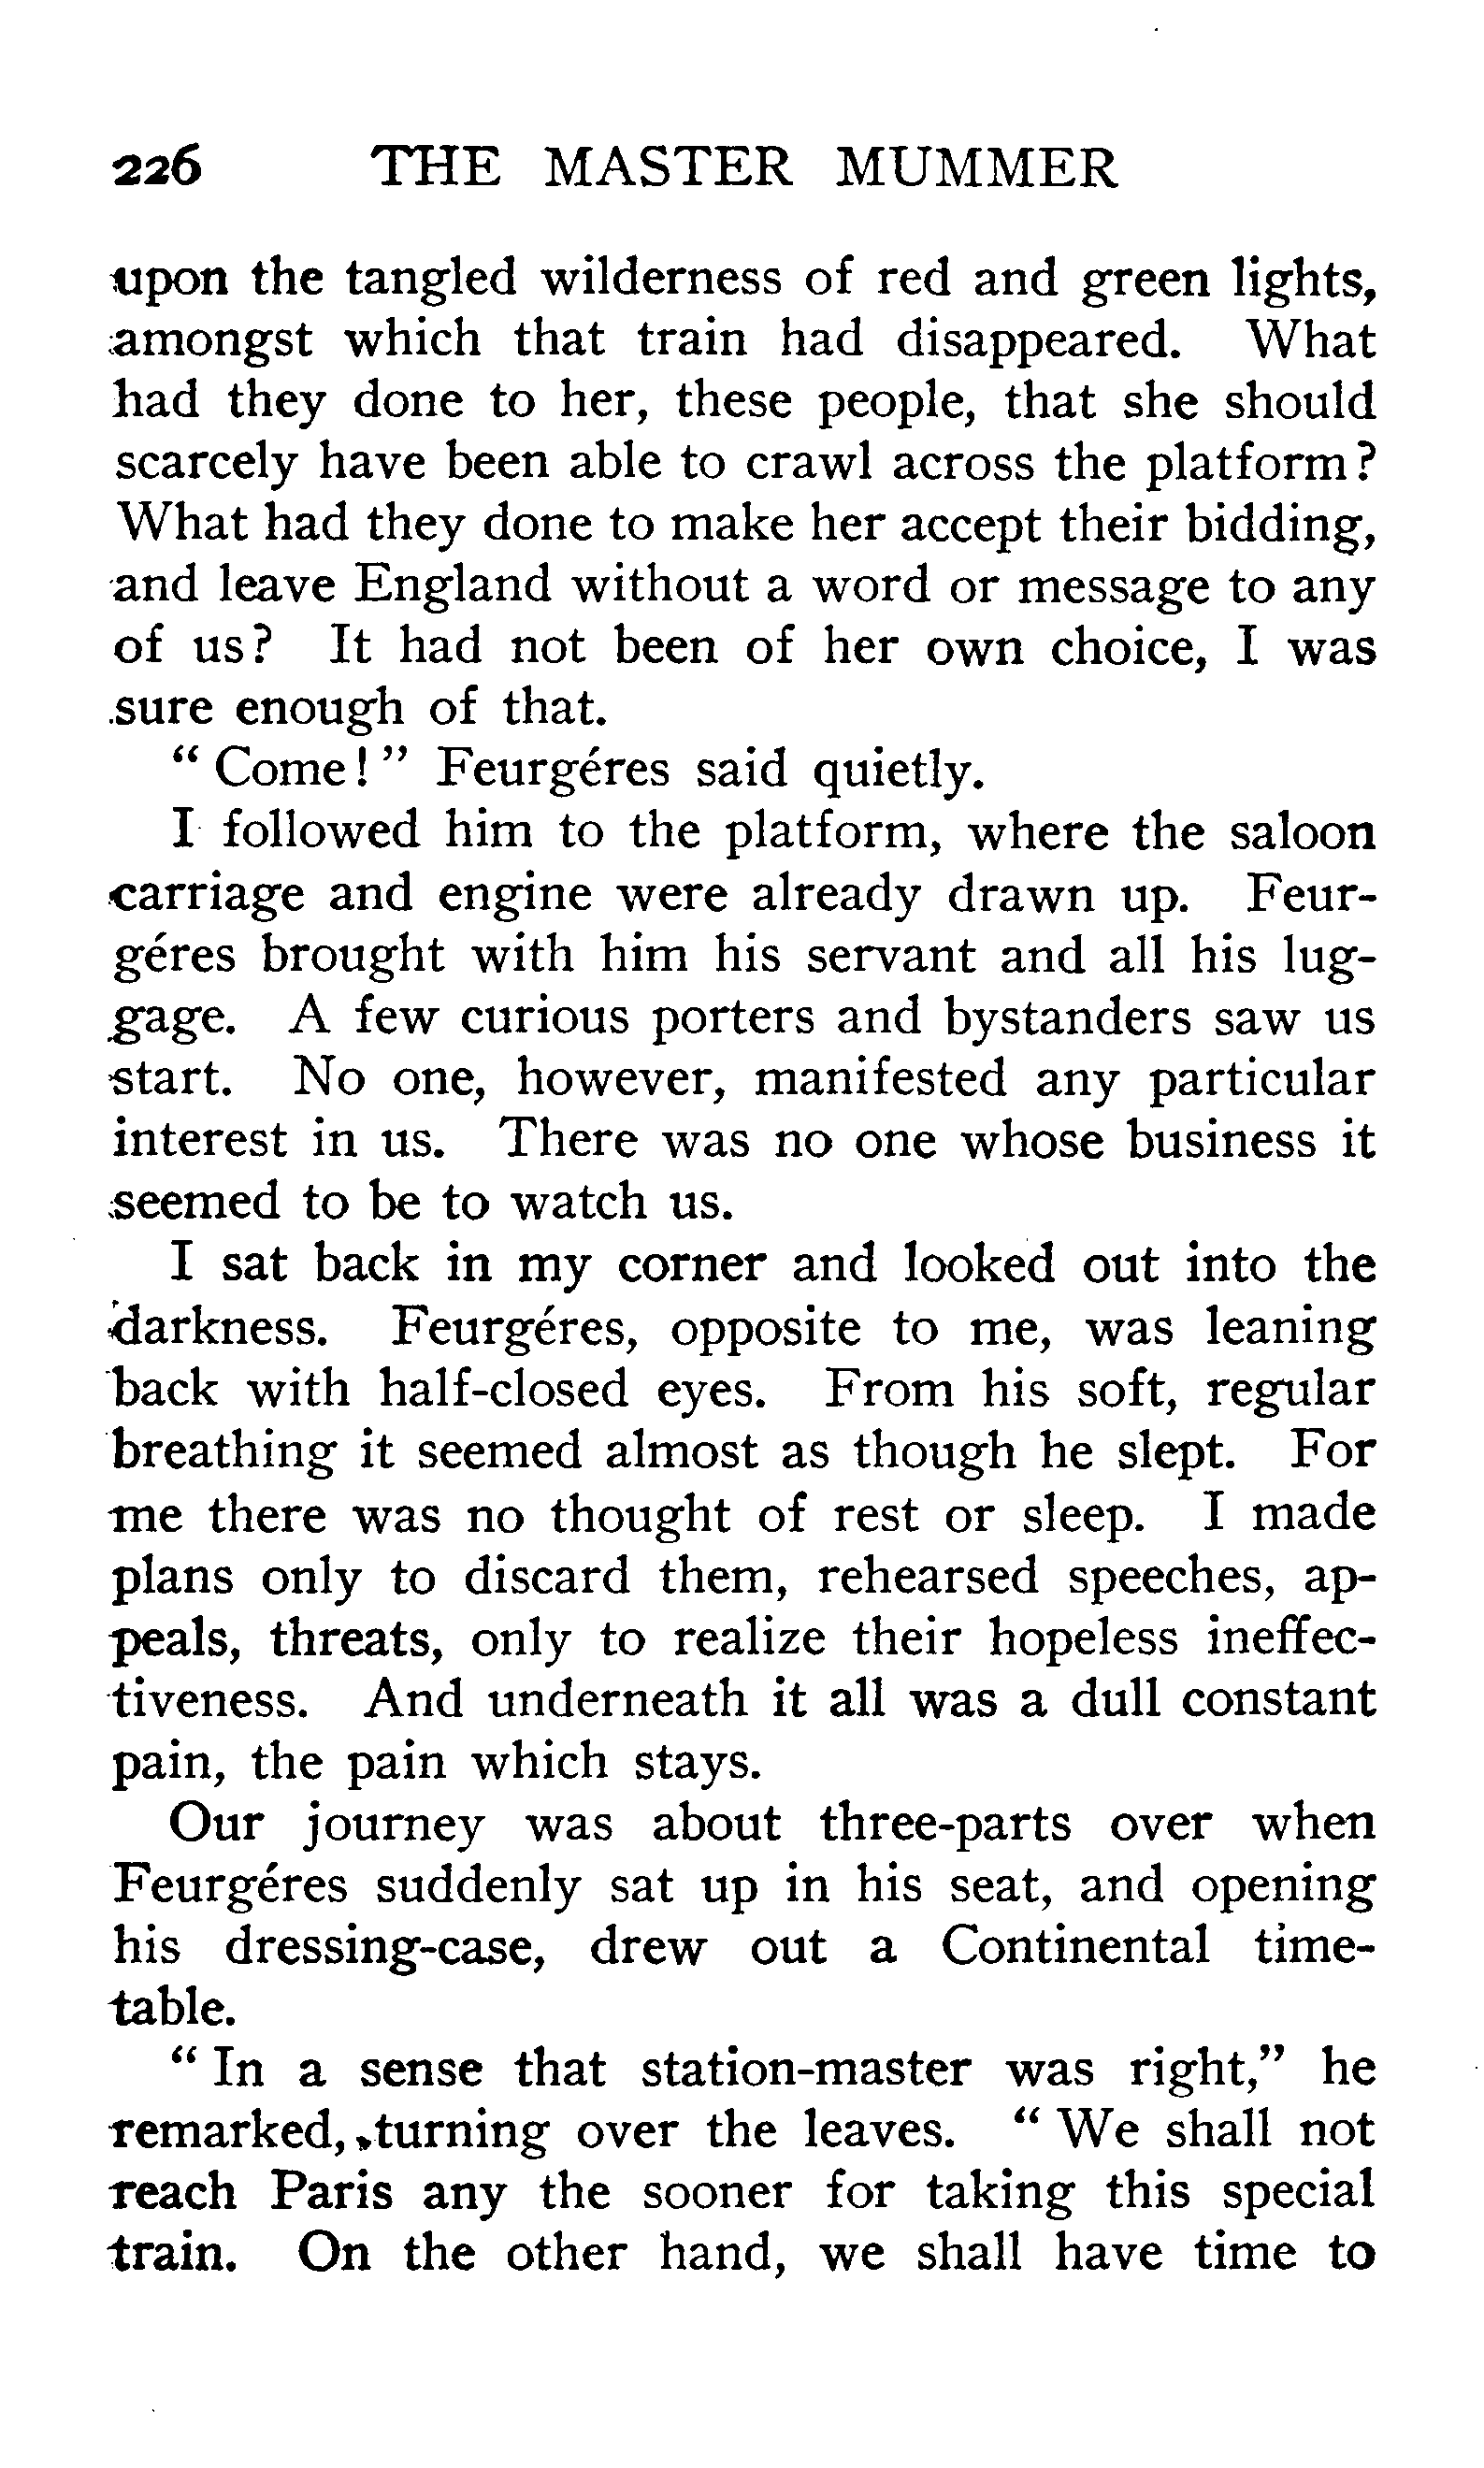 226 THE MASTER MUMMER
upon the tangled wilderness of red and green lights,
amongst which that train had disappeared. What
had they done to her, these people, that she should
scarcely have been able to crawl across the platform?
What had they done to make her accept their bidding,
and leave England without a word or message to any
of us? It had not been of her own choice, I was
sure enough of that.
"Come!" Feurgéres said quietly.
I followed him to the platform, where the saloon
carriage and engine were already drawn up. Feur-
géres brought with him his servant and all his lug-
gage. A few curious porters and bystanders saw us
start. No one, however, manifested any particular
interest in us. There was no one whose business it
seemed to be to watch us.
I sat back in my corner and looked out into the
darkness. Feurgéres, opposite to me, was leaning
back with half-closed eyes. From his soft, regular
breathing it seemed almost as though he slept. For
me there was no thought of rest or sleep. I made
plans only to discard them, rehearsed speeches, ap-
peals, threats, only to realize their hopeless ineffec-
tiveness. And underneath it all was a dull constant
pain, the pain which stays.
Our journey was about three-parts over when
Feurgéres suddenly sat up in his seat, and opening
his dressing-case, drew out a Continental time-
table.
"In a sense that station-master was right," he
remarked, turning over the leaves. "We shall not
reach Paris any the sooner for taking this special
train. On the other hand, we shall have time to